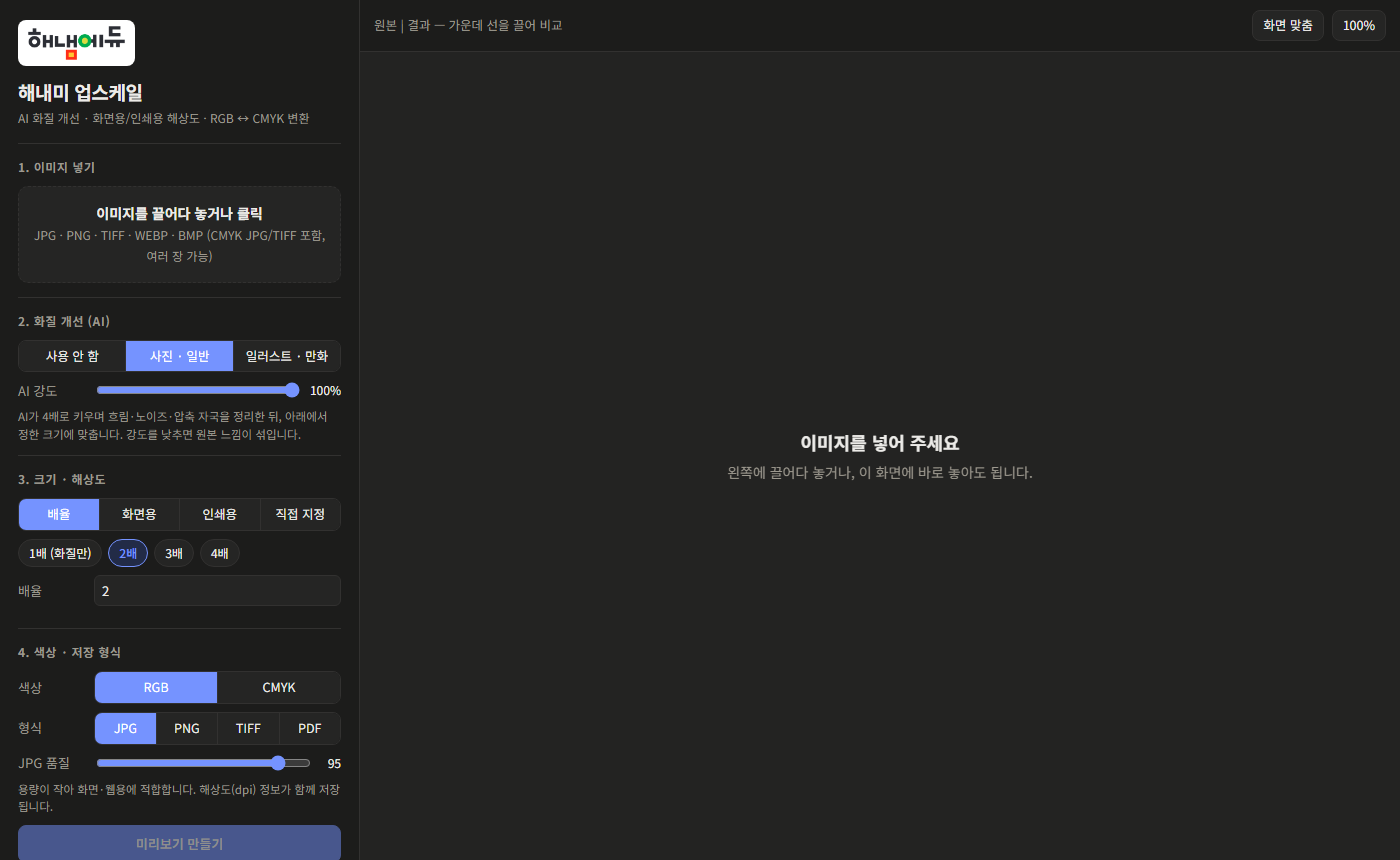 해냄에듀
해내미 업스케일
AI 화질 개선 · 화면용/인쇄용 해상도 · RGB ↔ CMYK 변환
1. 이미지 넣기
이미지를 끌어다 놓거나 클릭
JPG · PNG · TIFF · WEBP · BMP (CMYK JPG/TIFF 포함,
여러 장 가능)
2. 화질 개선 (AI)
사용 안 함 사진 · 일반 일러스트 · 만화
AI 강도 100%
AI가 4배로 키우며 흐림·노이즈·압축 자국을 정리한 뒤, 아래에서
정한 크기에 맞춥니다. 강도를 낮추면 원본 느낌이 섞입니다.
3. 크기 · 해상도
배율 화면용 인쇄용 직접 지정
1배 (화질만) 2배 3배 4배
배율 2
4. 색상 · 저장 형식
색상 RGB CMYK
형식 JPG PNG TIFF PDF
JPG 품질 95
용량이 작아 화면·웹용에 적합합니다. 해상도(dpi) 정보가 함께 저장
됩니다.
미리보기 만들기
원본 | 결과 — 가운데 선을 끌어 비교
화면 맞춤 100%
이미지를 넣어 주세요
왼쪽에 끌어다 놓거나, 이 화면에 바로 놓아도 됩니다.